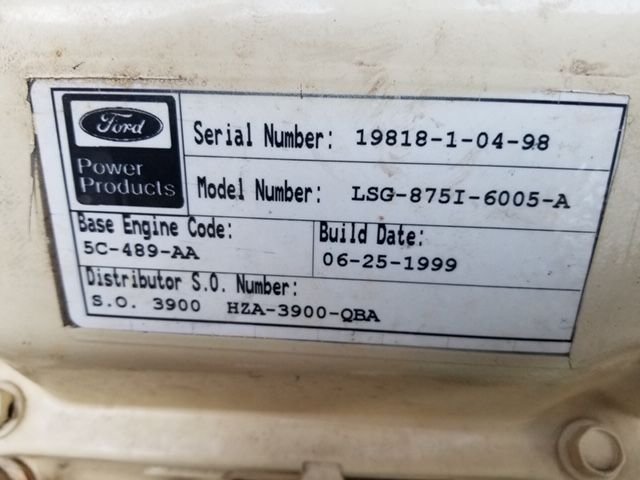 Ford
Power
Products
Serial Number: 19818-1-04-98
Model Number: LSG-875I-6005-A
Base Engine Code:
5C-489-AA
Build Date:
06-25-1999
Distributor S.O. Number:
S.O. 3900 HZA-3900-QBA